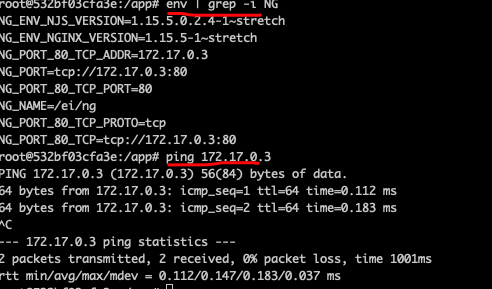 root@532bf03cfa3e:/app# env | grep -i NG
NG_ENV_NJS_VERSION=1.15.5.0.2.4-1~stretch
NG_ENV_NGINX_VERSION=1.15.5-1~stretch
NG_PORT_80_TCP_ADDR=172.17.0.3
NG_PORT=tcp://172.17.0.3:80
NG_PORT_80_TCP_PORT=80
NG_NAME=/ei/ng
NG_PORT_80_TCP_PROTO=tcp
NG_PORT_80_TCP=tcp://172.17.0.3:80
root@532bf03cfa3e:/app# ping 172.17.0.3
PING 172.17.0.3 (172.17.0.3) 56(84) bytes of data.
64 bytes from 172.17.0.3: icmp_seq=1 ttl=64 time=0.112 ms
64 bytes from 172.17.0.3: icmp_seq=2 ttl=64 time=0.183 ms
^C
--- 172.17.0.3 ping statistics ---
2 packets transmitted, 2 received, 0% packet loss, time 1001ms
rtt min/avg/max/mdev = 0.112/0.147/0.183/0.037 ms